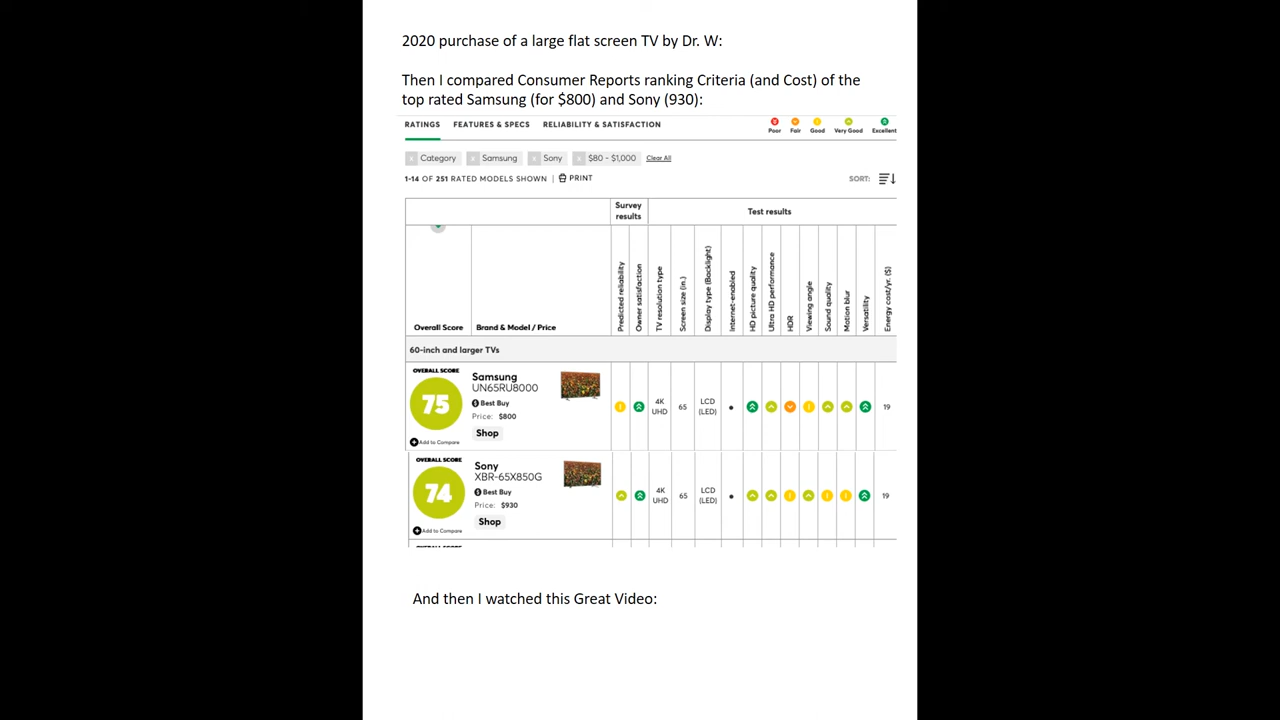 2020 purchase of a large flat screen TV by Dr. W:
Then I compared Consumer Reports ranking Criteria (and Cost) of the
top rated Samsung (for $800) and Sony (930):
RATINGS FEATURES & SPECS RELIABILITY & SATISFACTION
Poor Fair Good Very Good Excellent
x Category x Samsung x Sony x $80 - $1,000 Clear All
1-14 OF 251 RATED MODELS SHOWN | PRINT SORT:
Survey
results
Test results
Overall Score Brand & Model / Price
Predicted reliability
Owner satisfaction
TV resolution type
Screen size (in.)
Display type (Backlight)
Internet-enabled
HD picture quality
Ultra HD performance
HDR
Viewing angle
Sound quality
Motion blur
Versatility
Energy cost/yr. ($)
60-inch and larger TVs
OVERALL SCORE
75
Add to Compare
Samsung
UN65RU8000
Best Buy
Price: $800
Shop
4K
UHD
65
LCD
(LED)
19
OVERALL SCORE
74
Add to Compare
Sony
XBR-65X850G
Best Buy
Price: $930
Shop
4K
UHD
65
LCD
(LED)
19
And then I watched this Great Video: